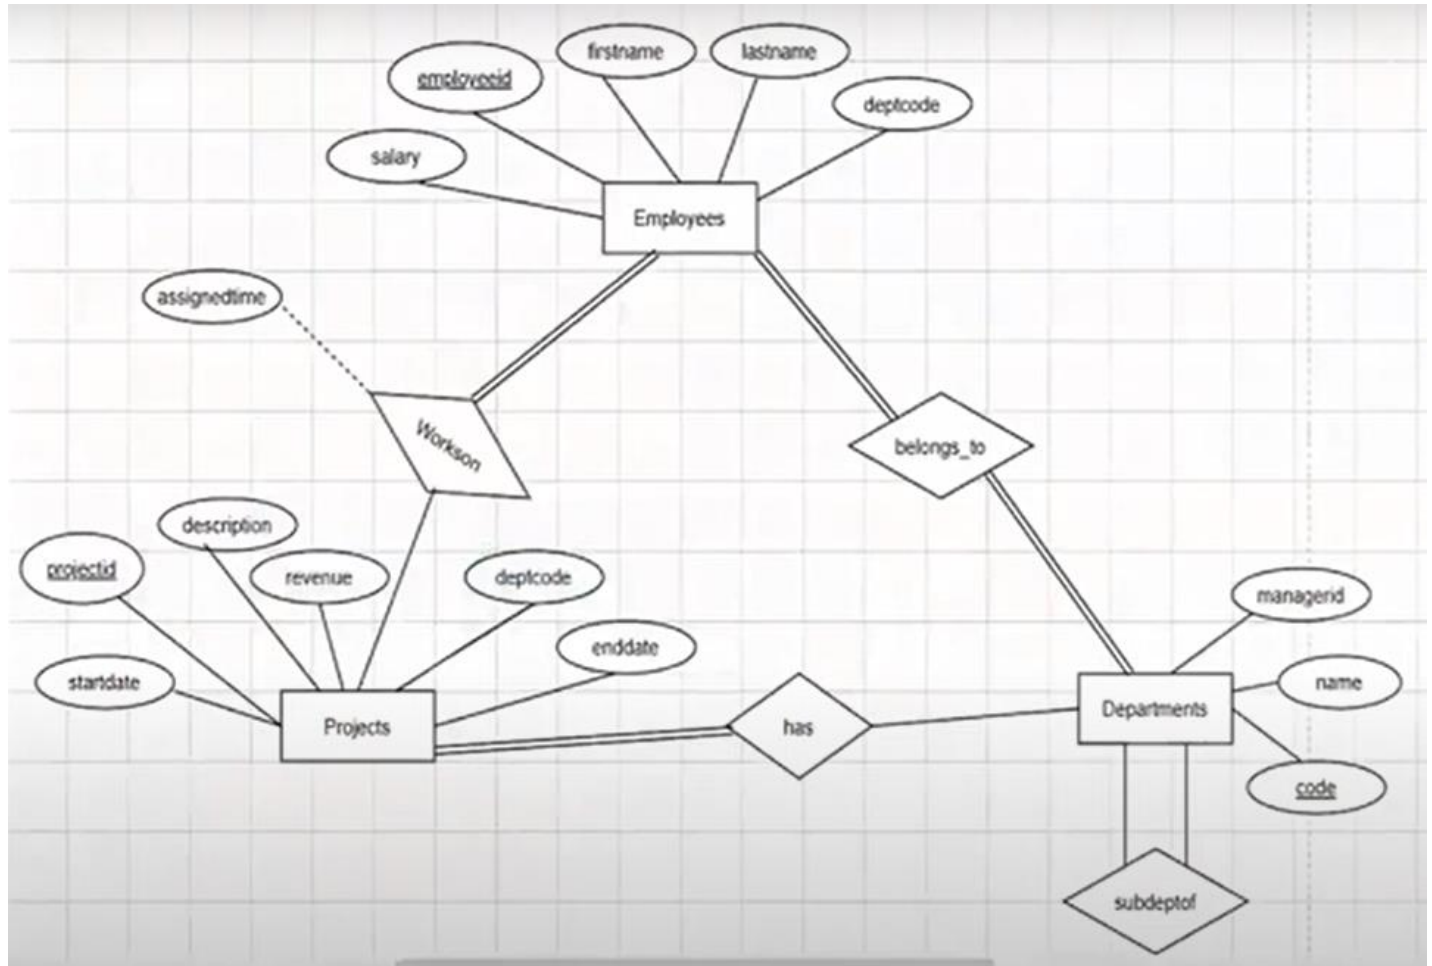 firstname
lastname
employeeid
deptcode
salary
Employees
assignedtime
Workson
belongs_to
description
projectid
revenue
deptcode
managerid
enddate
startdate
name
Departments
Projects
has
code
subdeptof